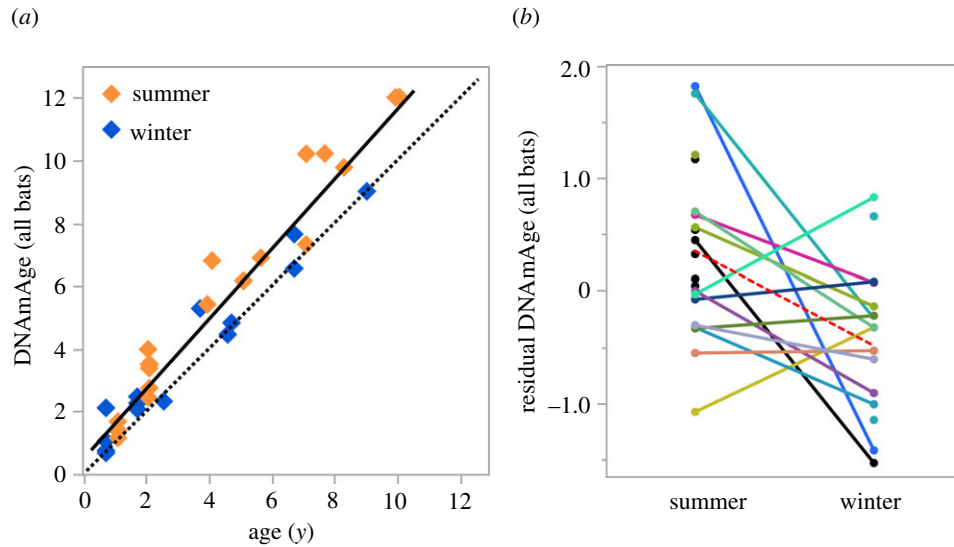 (a)
DNAmAge (all bats)
12
10
8
6
4
2
0
summer
winter
0 2 4 6 8 10 12
age (y)
(b)
residual DNAmAge (all bats)
2.0
1.0
0
−1.0
summer winter